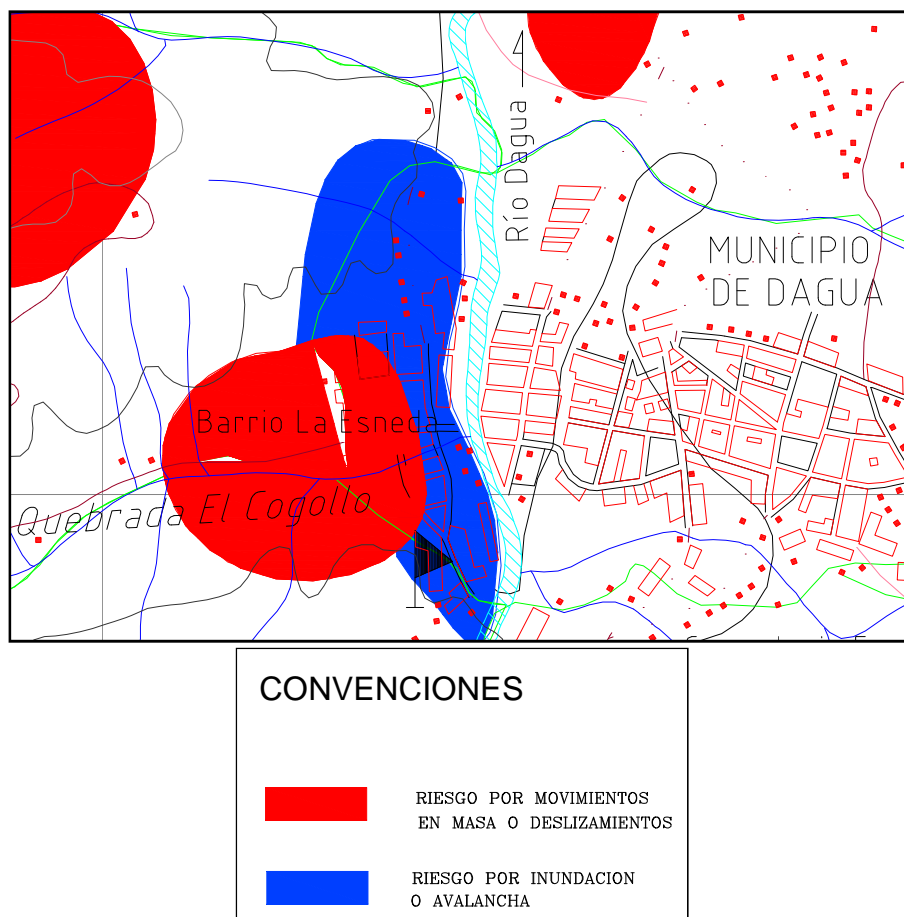 Río Dagua
MUNICIPIO
DE DAGUA
Barrio La Esneda
Quebrada El Cogollo
CONVENCIONES
RIESGO POR MOVIMIENTOS
EN MASA O DESLIZAMIENTOS
RIESGO POR INUNDACION
O AVALANCHA